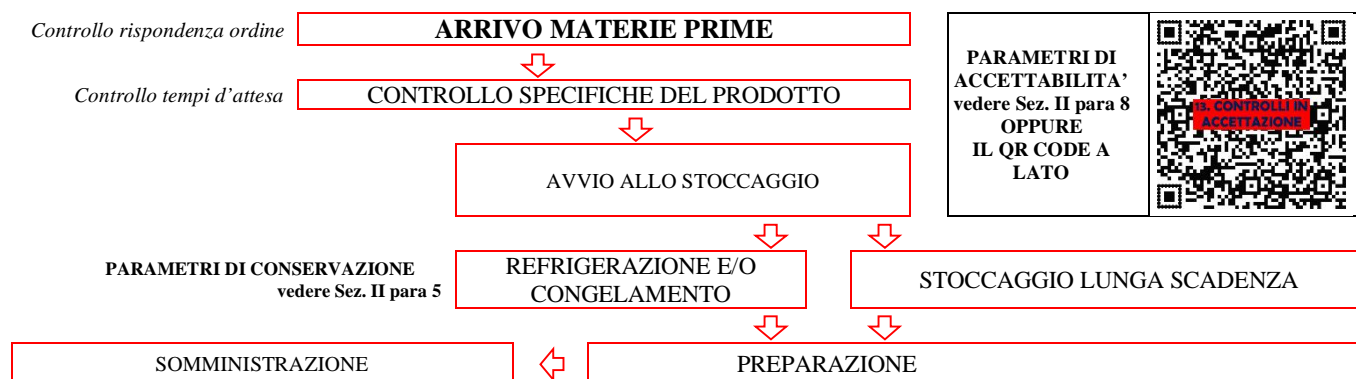 Controllo rispondenza ordine
ARRIVO MATERIE PRIME
Controllo tempi d'attesa
CONTROLLO SPECIFICHE DEL PRODOTTO
PARAMETRI DI
ACCETTABILITA'
vedere Sez. II para 8
OPPURE
IL QR CODE A
LATO
13. CONTROLLI IN
ACCETTAZIONE
AVVIO ALLO STOCCAGGIO
PARAMETRI DI CONSERVAZIONE
vedere Sez. II para 5
REFRIGERAZIONE E/O
CONGELAMENTO
STOCCAGGIO LUNGA SCADENZA
SOMMINISTRAZIONE
PREPARAZIONE